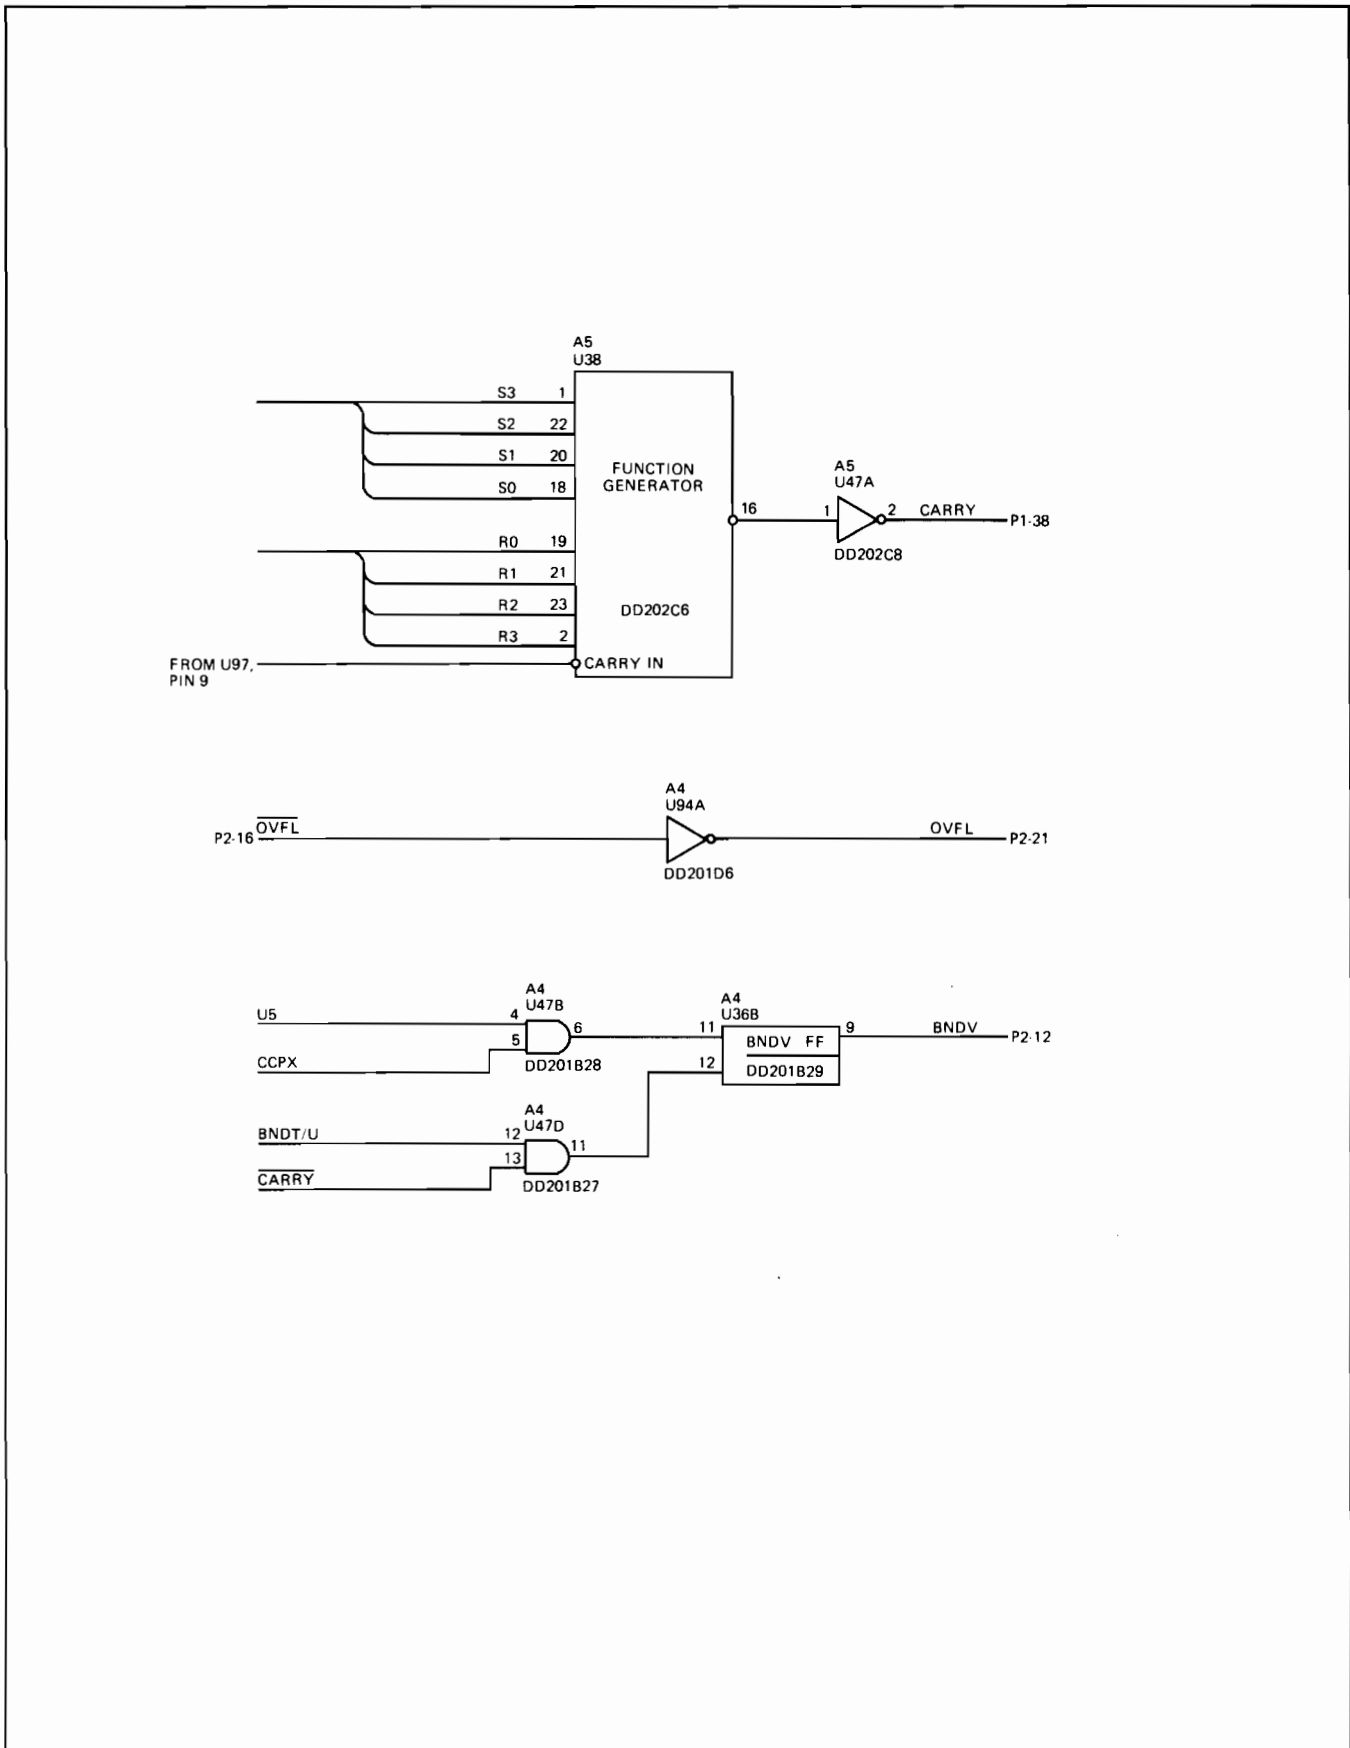 A5
U38
S3 1
S2 22
S1 20
S0 18
FUNCTION
GENERATOR
R0 19
R1 21
R2 23
R3 2
DD202C6
FROM U97,
PIN 9
CARRY IN
16
A5
U47A
1
2 CARRY
P1-38
DD202C8
A4
U94A
P2-16
OVFL
OVFL
P2-21
DD201D6
A4
U47B
U5
4
5
6
CCPX
DD201B28
A4
U36B
11
12
BNDV FF
DD201B29
9
BNDV
P2-12
A4
U47D
BNDT/U
12
13
11
CARRY
DD201B27